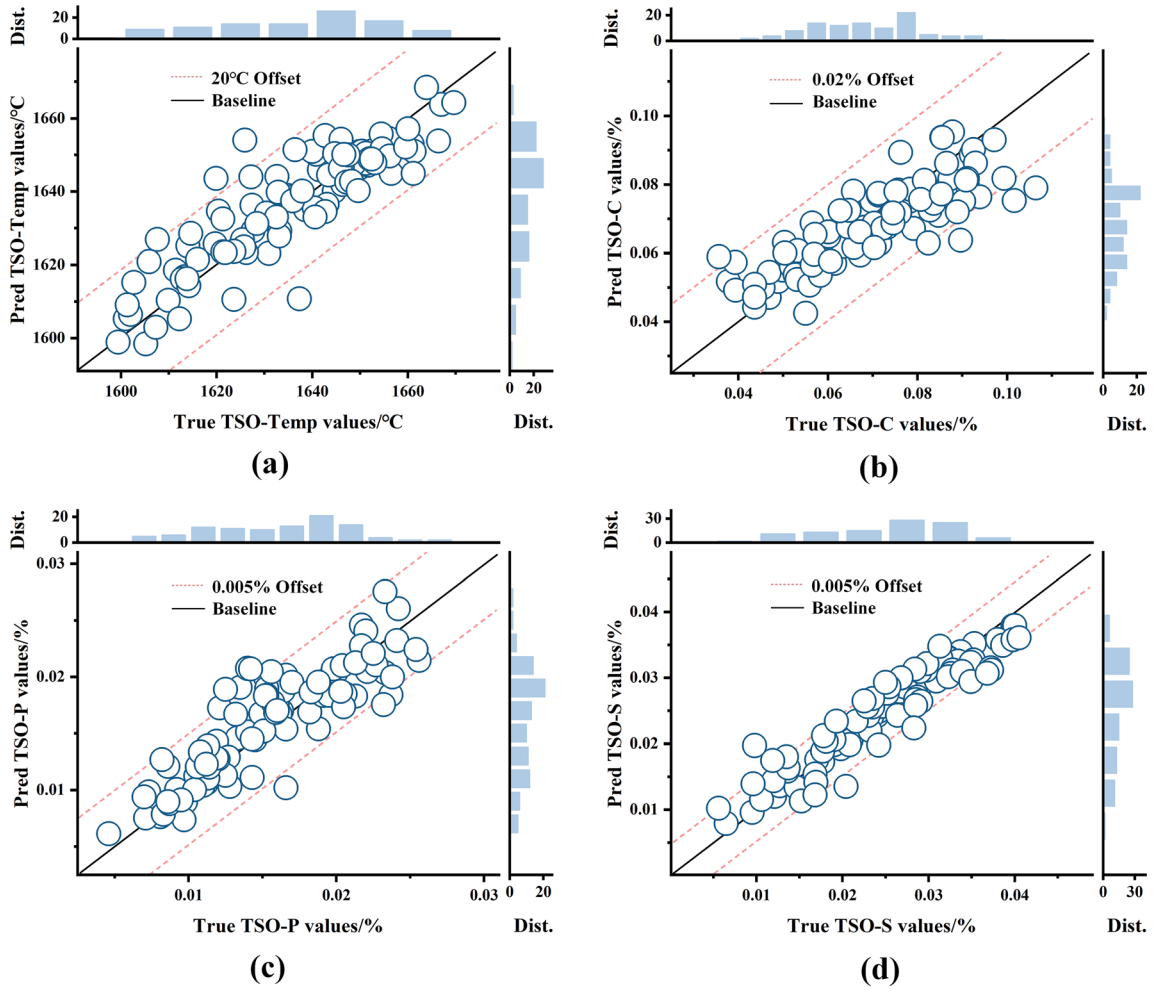 Dist.
20
0
20℃ Offset
Baseline
Pred TSO-Temp values/℃
1660
1640
1620
1600
1600
1620
1640
1660
0
20
True TSO-Temp values/℃
Dist.
(a)
Dist.
20
0
0.02% Offset
Baseline
Pred TSO-C values/%
0.10
0.08
0.06
0.04
0.04
0.06
0.08
0.10
0
20
True TSO-C values/%
Dist.
(b)
Dist.
20
0
0.005% Offset
Baseline
Pred TSO-P values/%
0.03
0.02
0.01
0.01
0.02
0.03
0
20
True TSO-P values/%
Dist.
(c)
Dist.
30
0
0.005% Offset
Baseline
Pred TSO-S values/%
0.04
0.03
0.02
0.01
0.01
0.02
0.03
0.04
0
30
True TSO-S values/%
Dist.
(d)